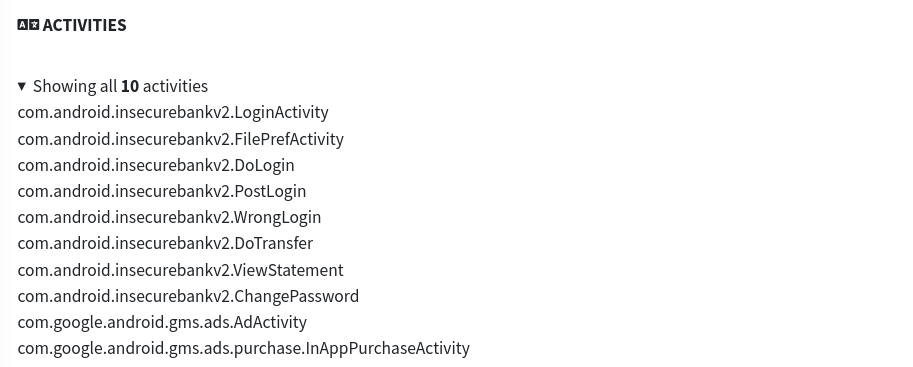 ACTIVITIES
▼ Showing all 10 activities
com.android.insecurebankv2.LoginActivity
com.android.insecurebankv2.FilePrefActivity
com.android.insecurebankv2.DoLogin
com.android.insecurebankv2.PostLogin
com.android.insecurebankv2.WrongLogin
com.android.insecurebankv2.DoTransfer
com.android.insecurebankv2.ViewStatement
com.android.insecurebankv2.ChangePassword
com.google.android.gms.ads.AdActivity
com.google.android.gms.ads.purchase.InAppPurchaseActivity